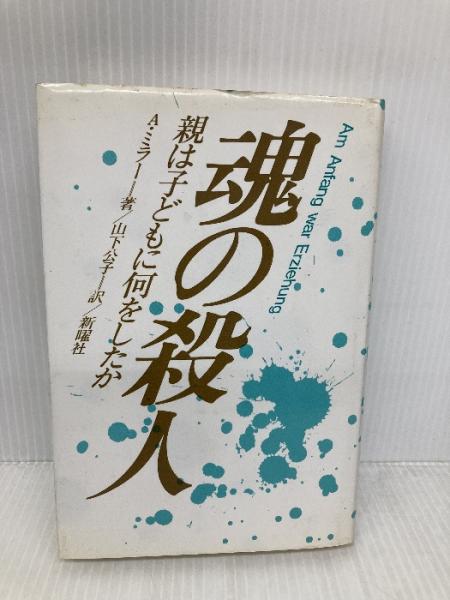 Am Anfang war Erziehung
魂の殺人
親は子どもに何をしたか
A・ミラー=著/山下公子=訳/新曜社